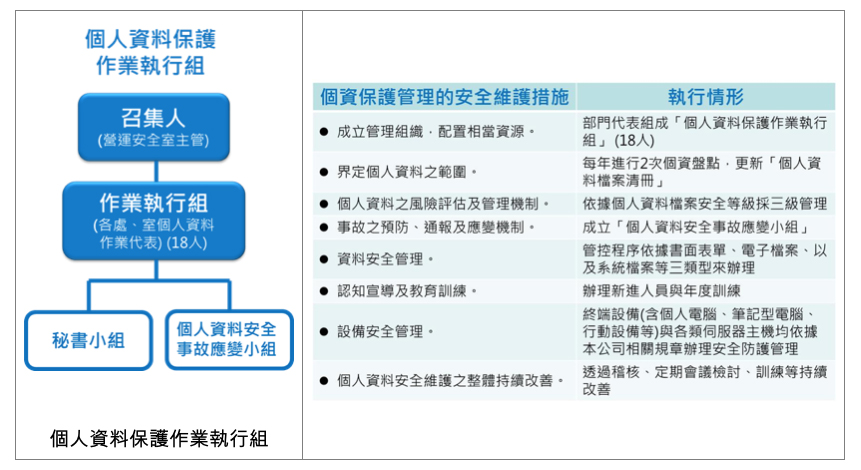 個人資料保護
作業執行組
召集人
(營運安全室主管)
作業執行組
(各處、室個人資料
作業代表) (18人)
秘書小組
個人資料安全
事故應變小組
個人資料保護作業執行組
個資保護管理的安全維護措施 執行情形
● 成立管理組織，配置相當資源。
部門代表組成「個人資料保護作業執行
組」 (18人)
● 界定個人資料之範圍。
每年進行2次個資盤點，更新「個人資
料檔案清冊」
● 個人資料之風險評估及管理機制。 依據個人資料檔案安全等級採三級管理
● 事故之預防、通報及應變機制。 成立「個人資料安全事故應變小組」
● 資料安全管理。
管控程序依據書面表單、電子檔案、以
及系統檔案等三類型來辦理
● 認知宣導及教育訓練。 辦理新進人員與年度訓練
● 設備安全管理。
終端設備(含個人電腦、筆記型電腦、
行動設備等)與各類伺服器主機均依據
本公司相關規章辦理安全防護管理
● 個人資料安全維護之整體持續改善。
透過稽核、定期會議檢討、訓練等持續
改善